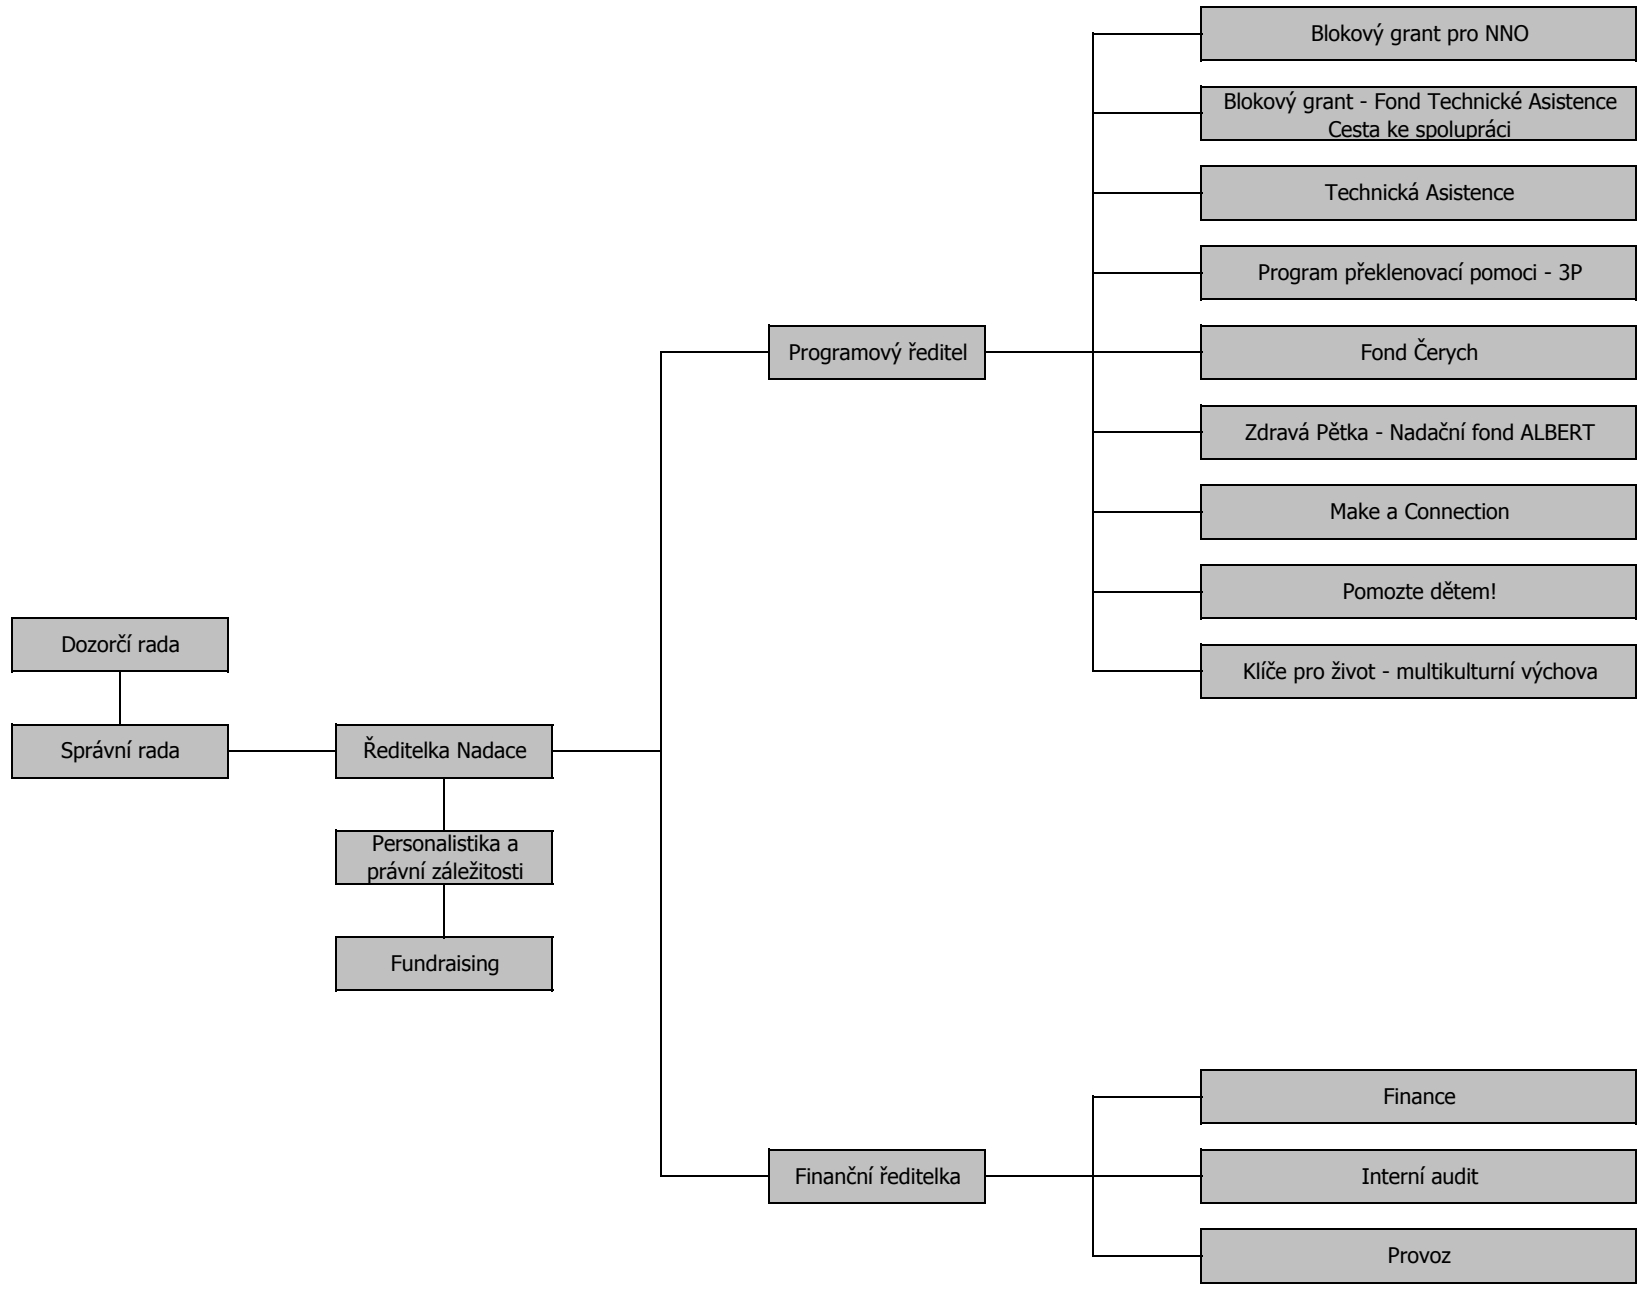 Blokový grant pro NNO
Blokový grant - Fond Technické Asistence
Cesta ke spolupráci
Technická Asistence
Program překlenovací pomoci - 3P
Programový ředitel
Fond Čerych
Zdravá Pětka - Nadační fond ALBERT
Make a Connection
Pomozte dětem!
Dozorčí rada
Klíče pro život - multikulturní výchova
Správní rada
Ředitelka Nadace
Personalistika a
právní záležitosti
Fundraising
Finance
Finanční ředitelka
Interní audit
Provoz